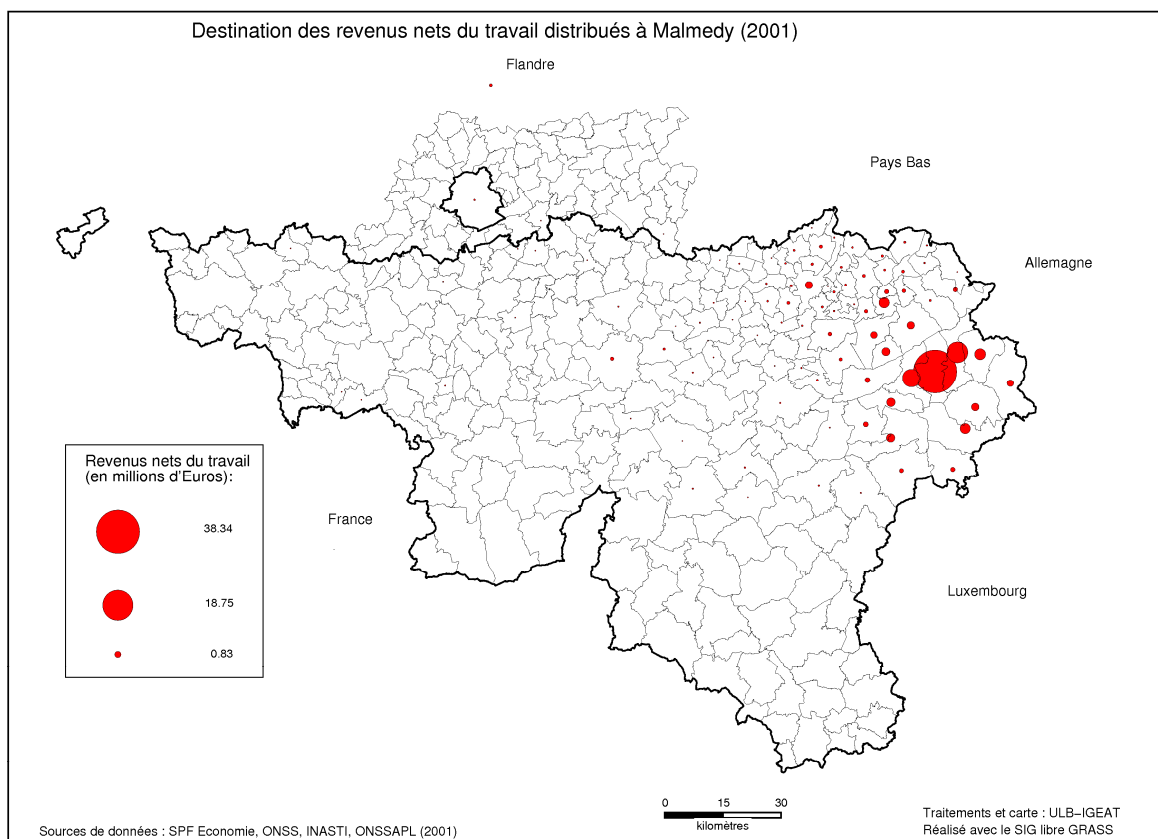 Destination des revenus nets du travail distribués à Malmedy (2001)
Flandre
Pays Bas
Allemagne
Revenus nets du travail
(en millions d'Euros):
38.34
18.75
0.83
France
Luxembourg
0 15 30
kilomètres
Sources de données : SPF Economie, ONSS, INASTI, ONSSAPL (2001)
Traitements et carte : ULB-IGEAT
Réalisé avec le SIG libre GRASS